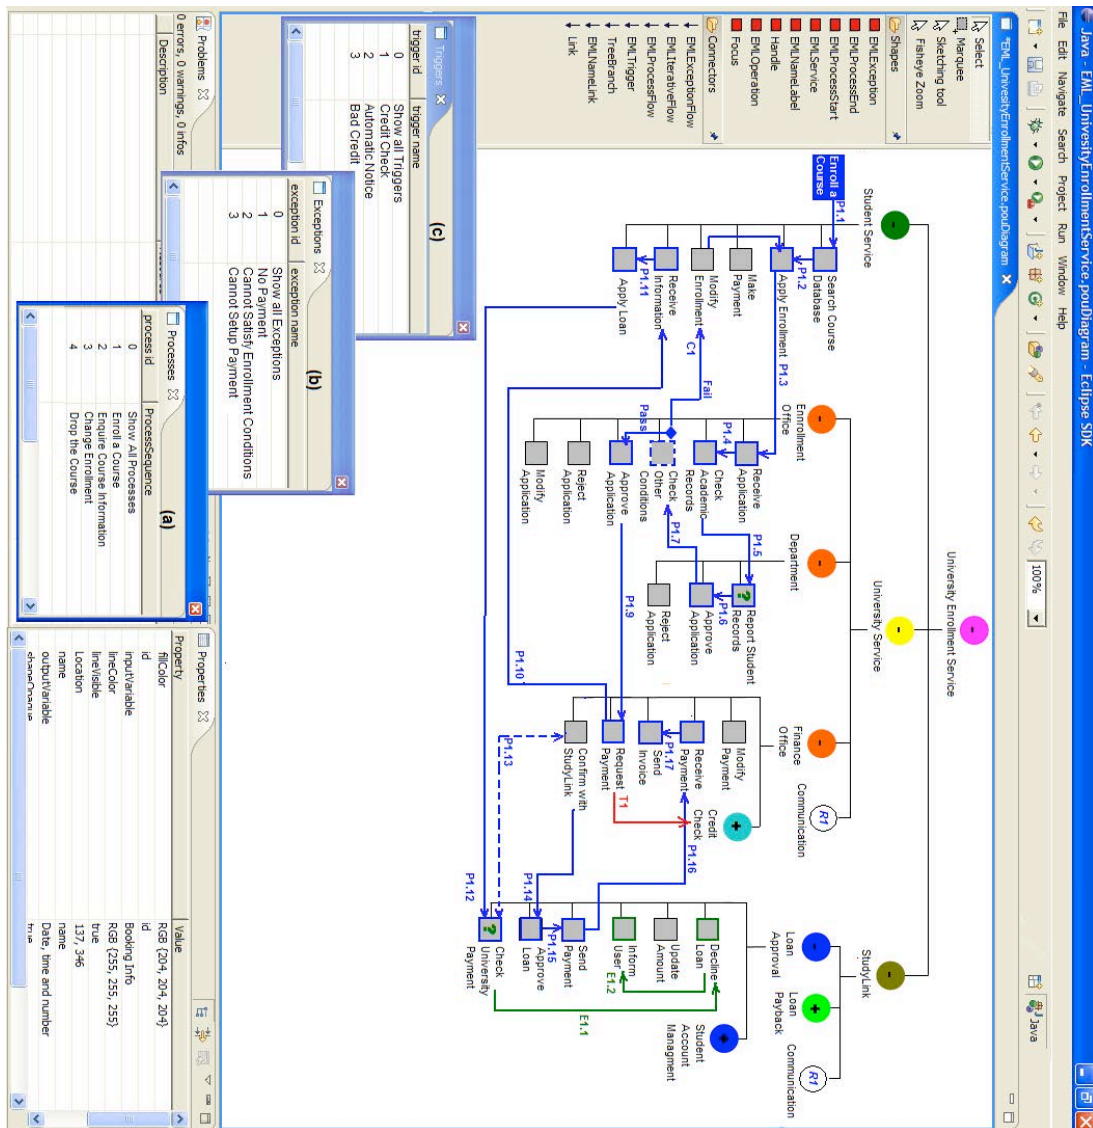 Java - EML_UnivesityEnrollmentService.pouDiagram - Eclipse SDK
File Edit Navigate Search Project Run Window Help
100%
Java
*EML_UnivesityEnrollmentService.pouDiagram
Select
Marquee
Sketching tool
Fisheye Zoom
Shapes
EMLException
EMLProcessEnd
EMLProcessStart
EMLService
EMLNameLabel
Handle
EMLOperation
Focus
Connectors
EMLExceptionFlow
EMLIterativeFlow
EMLProcessFlow
EMLTrigger
TreeBranch
EMLNameLink
Link
University Enrollment Service
Student Service
University Service
StudyLink
Ennrollment
Office
Department
Finance
Office
Communication
R1
Loan
Approval
Loan
Payback
Communication
R1
Enroll a
Course
P1.1
Search Course
Database
P1.2
Apply Enrollment
P1.3
Make
Payment
Modify
Enrollment
C1
Fail
Receive
Information
P1.11
Apply Loan
Receive
Application
P1.4
Check
Academic
Records
P1.5
Check
Other
Conditions
Pass
Approve
Application
Reject
Application
Modify
Application
Report Student
Records
P1.6
Approve
Application
P1.7
Reject
Application
P1.9
P1.10
Credit
Check
Modify
Payment
Receive
Payment
P1.17
Send
Invoice
Request
Payment
T1
Confirm with
StudyLink
P1.13
P1.16
Student
Account
Managment
Decline
Loan
Update
Amount
Inform
User
E1.2
Send
Payment
P1.15
Approve
Loan
P1.14
Check
University
Payment
P1.12
E1.1
Triggers
trigger id trigger name
0 Show all Triggers
1 Credit Check
2 Automatic Notice
3 Bad Credit
(c)
Exceptions
exception id exception name
0 Show all Exceptions
1 No Payment
2 Cannot Satisfy Enrollment Conditions
3 Cannot Setup Payment
(b)
Processes
process id ProcessSequence
0 Show All Processes
1 Enroll a Course
2 Enquire Course Information
3 Change Enrollment
4 Drop the Course
(a)
Problems
0 errors, 0 warnings, 0 infos
Description
Properties
Property Value
fillColor RGB {204, 204, 204}
id id
inputVariable Booking Info
lineColor RGB {255, 255, 255}
lineVisible true
Location 137, 346
name name
outputVariable Date, time and number
shapeOpaque true